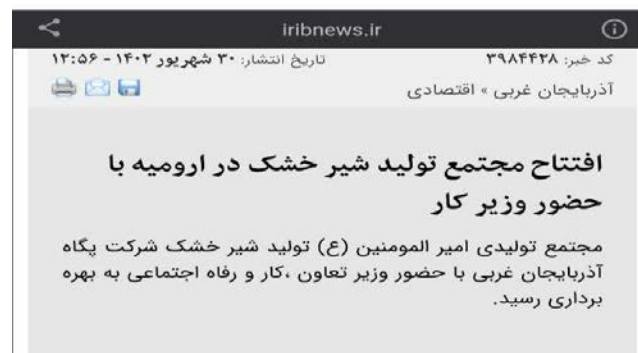 iribnews.ir
کد خبر: ۳۹۸۴۴۲۸ تاریخ انتشار: ۳۰ شهریور ۱۴۰۲ - ۱۲:۵۶
آذربایجان غربی » اقتصادی
افتتاح مجتمع تولید شیر خشک در ارومیه با
حضور وزیر کار
مجتمع تولیدی امیر المومنین (ع) تولید شیر خشک شرکت پگاه
آذربایجان غربی با حضور وزیر تعاون ،کار و رفاه اجتماعی به بهره
برداری رسید.